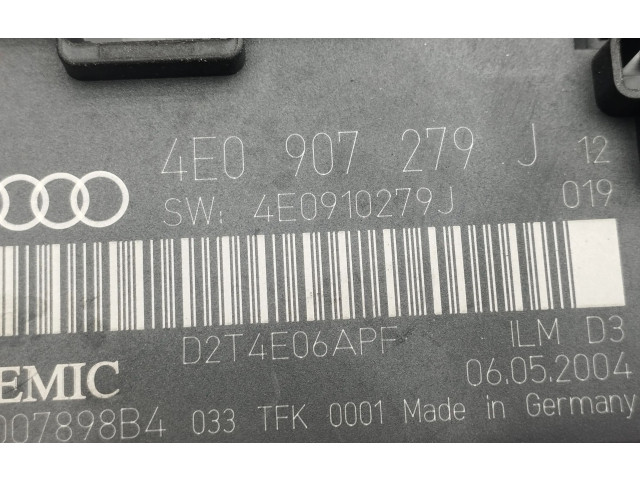 4E0 907 279 J 12
SW: 4E0910279J 019
D2T4E06APF ILM D3
EMIC 06.05.2004
007898B4 033 TFK 0001 Made in Germany